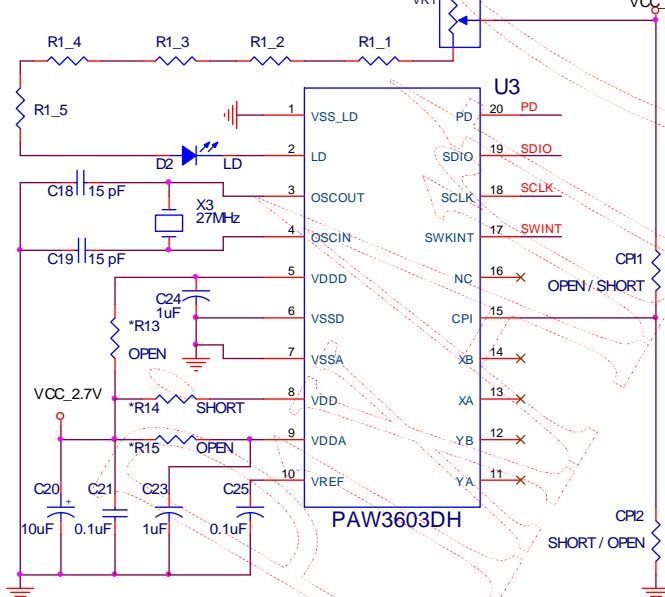 VR1
VCC_
R1_4
R1_3
R1_2
R1_1
R1_5
U3
1 VSS_LD
PD 20 PD
D2
LD
2 LD
SDIO 19 SDIO
C18 15 pF
X3
27MHz
3 OSCOUT
SCLK 18 SCLK
4 OSCIN
SWKINT 17 SWINT
C19 15 pF
5 VDDD
NC 16
CPI1
OPEN / SHORT
C24
1uF
6 VSSD
CPI 15
*R13
OPEN
7 VSSA
XB 14
VCC_2.7V
*R14 SHORT
8 VDD
XA 13
*R15 OPEN
9 VDDA
YB 12
10 VREF
YA 11
C20
10uF
+
C21
0.1uF
C23
1uF
C25
0.1uF
PAW3603DH
CPI2
SHORT / OPEN